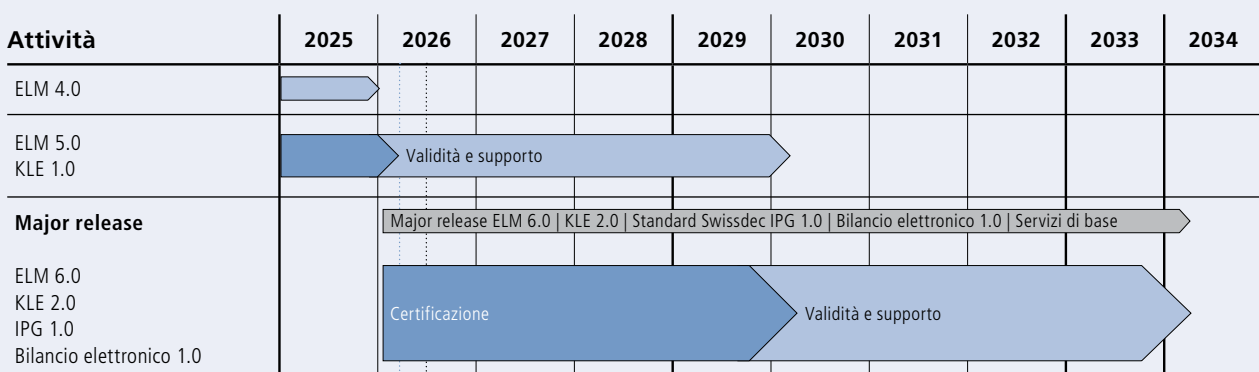 Attività 2025 2026 2027 2028 2029 2030 2031 2032 2033 2034
ELM 4.0
ELM 5.0
KLE 1.0
Validità e supporto
Major release
Major release ELM 6.0 | KLE 2.0 | Standard Swissdec IPG 1.0 | Bilancio elettronico 1.0 | Servizi di base
ELM 6.0
KLE 2.0
IPG 1.0
Bilancio elettronico 1.0
Certificazione
Validità e supporto